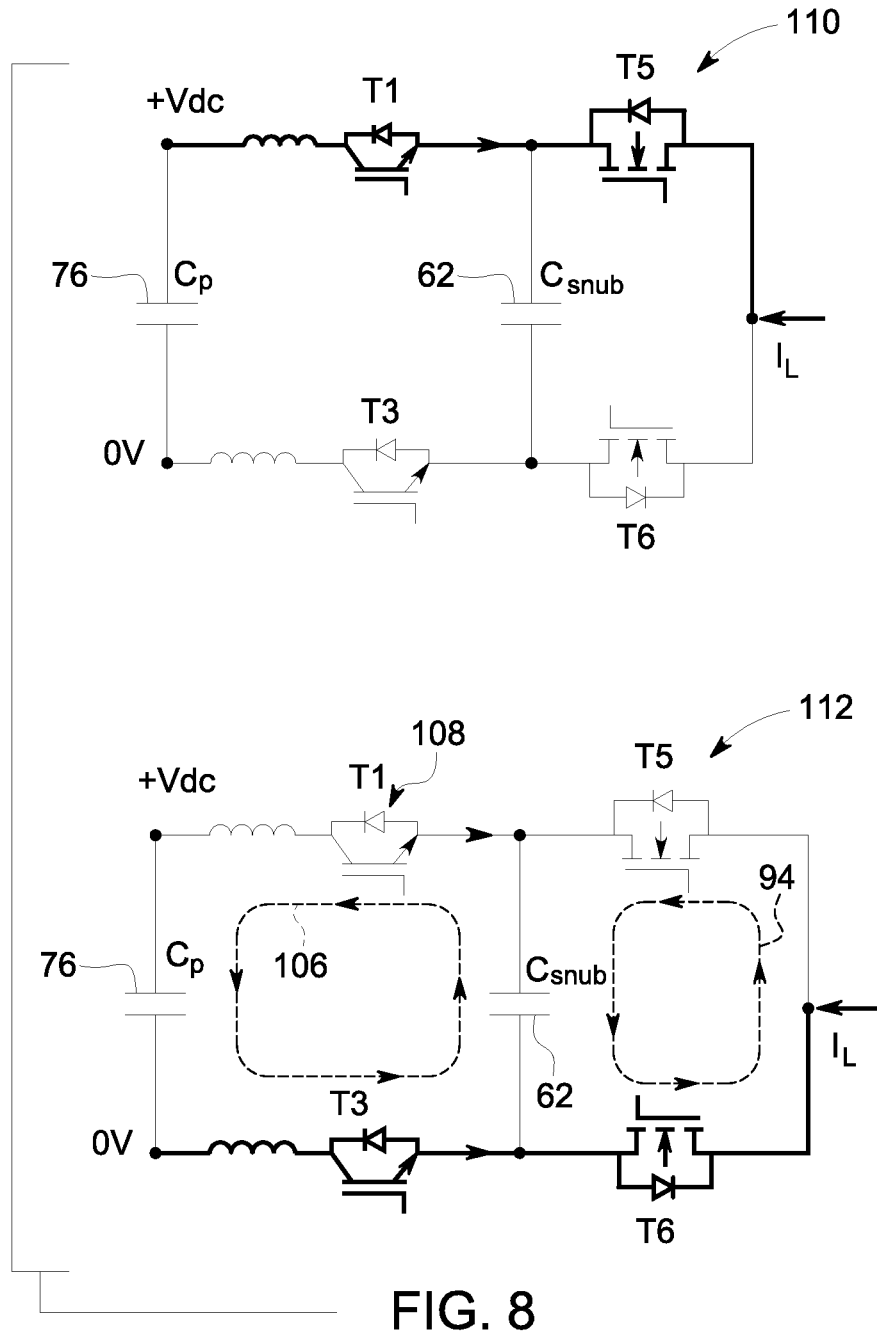 110
T5
T1
+Vdc
76
Cp
62
Csnub
IL
T3
0V
T6
112
T5
108
T1
+Vdc
94
76
Cp
106
Csnub
IL
T3
62
0V
T6
FIG. 8